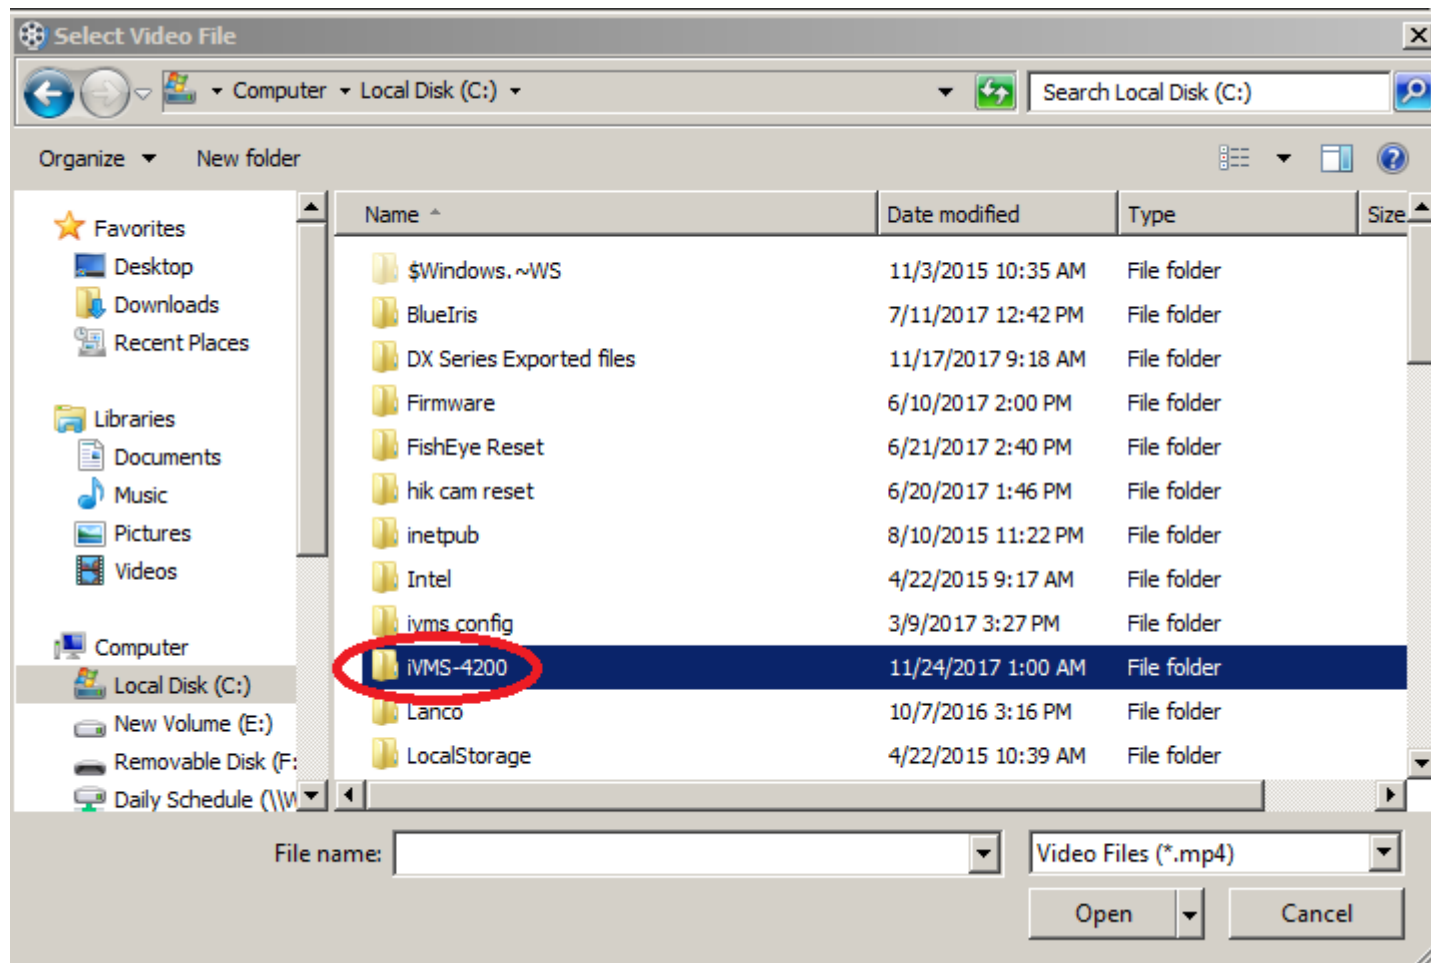 Select Video File
Computer Local Disk (C:) Search Local Disk (C:)
Organize New folder
Name Date modified Type Size
Favorites
Desktop
Downloads
Recent Places
Libraries
Documents
Music
Pictures
Videos
Computer
Local Disk (C:)
New Volume (E:)
Removable Disk (F:
Daily Schedule (\\W
$Windows.~WS 11/3/2015 10:35 AM File folder
BlueIris 7/11/2017 12:42 PM File folder
DX Series Exported files 11/17/2017 9:18 AM File folder
Firmware 6/10/2017 2:00 PM File folder
FishEye Reset 6/21/2017 2:40 PM File folder
hik cam reset 6/20/2017 1:46 PM File folder
inetpub 8/10/2015 11:22 PM File folder
Intel 4/22/2015 9:17 AM File folder
ivms config 3/9/2017 3:27 PM File folder
iVMS-4200 11/24/2017 1:00 AM File folder
Lanco 10/7/2016 3:16 PM File folder
LocalStorage 4/22/2015 10:39 AM File folder
File name: Video Files (*.mp4)
Open Cancel